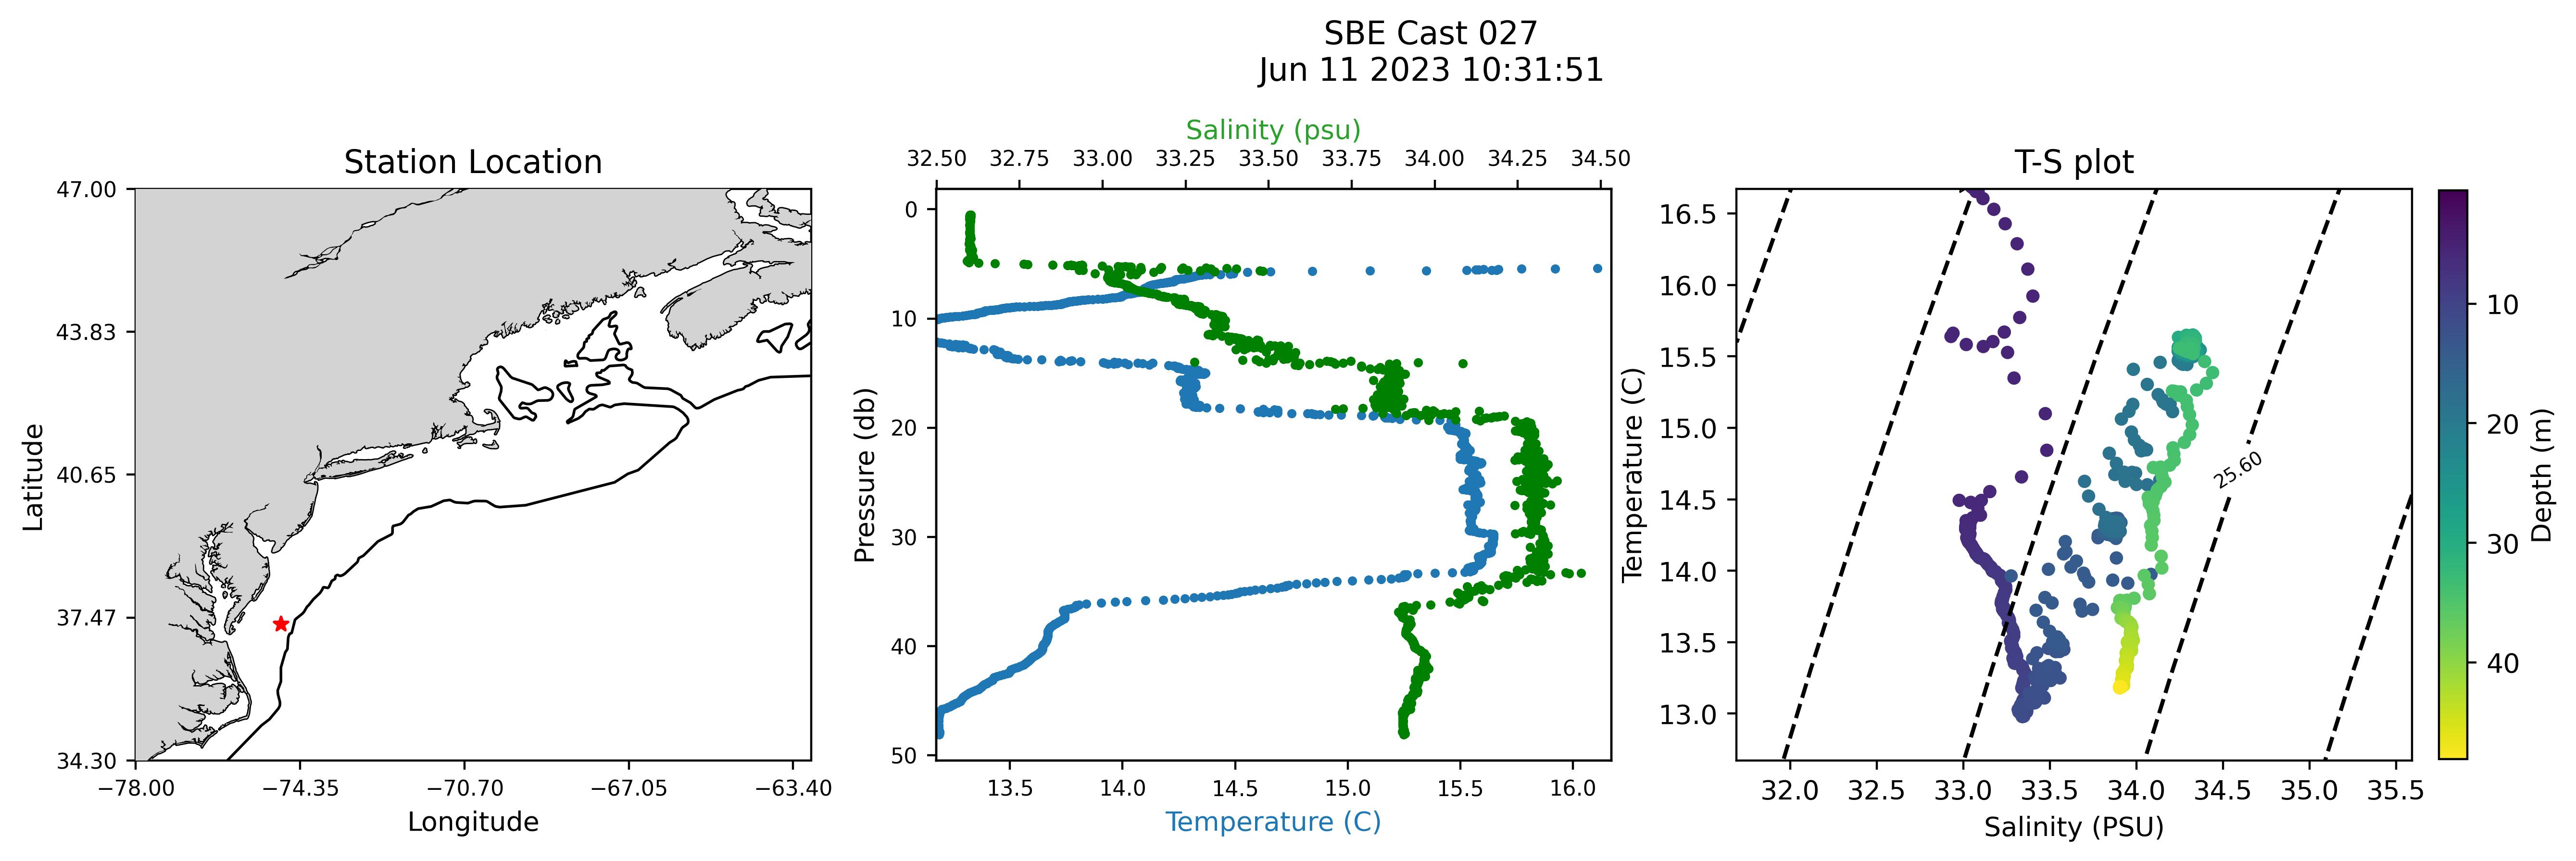 SBE Cast 027
Jun 11 2023 10:31:51
Station Location
47.00
43.83
40.65
37.47
34.30
Latitude
−78.00 −74.35 −70.70 −67.05 −63.40
Longitude
Salinity (psu)
32.50 32.75 33.00 33.25 33.50 33.75 34.00 34.25 34.50
0
10
20
30
40
50
Pressure (db)
13.5 14.0 14.5 15.0 15.5 16.0
Temperature (C)
T-S plot
16.5
16.0
15.5
15.0
14.5
14.0
13.5
13.0
Temperature (C)
25.60
32.0 32.5 33.0 33.5 34.0 34.5 35.0 35.5
Salinity (PSU)
10
20
30
40
Depth (m)